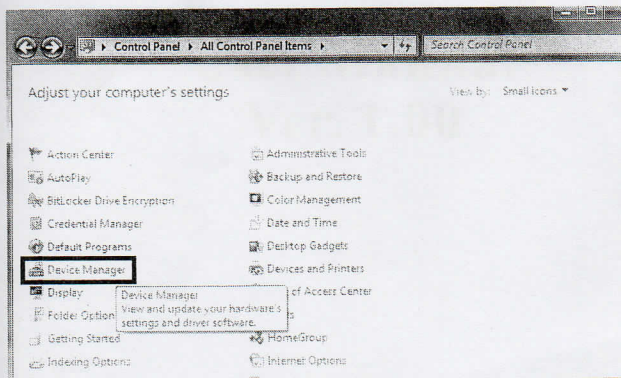 Control Panel ▸ All Control Panel Items ▸
Search Control Panel
Adjust your computer's settings
View by: Small icons
Action Center
Administrative Tools
AutoPlay
Backup and Restore
BitLocker Drive Encryption
Color Management
Credential Manager
Date and Time
Default Programs
Desktop Gadgets
Device Manager
Devices and Printers
Display
of Access Center
Folder Option
Device Manager
View and update your hardware's
settings and driver software.
Getting Started
HomeGroup
Indexing Options
Internet Options